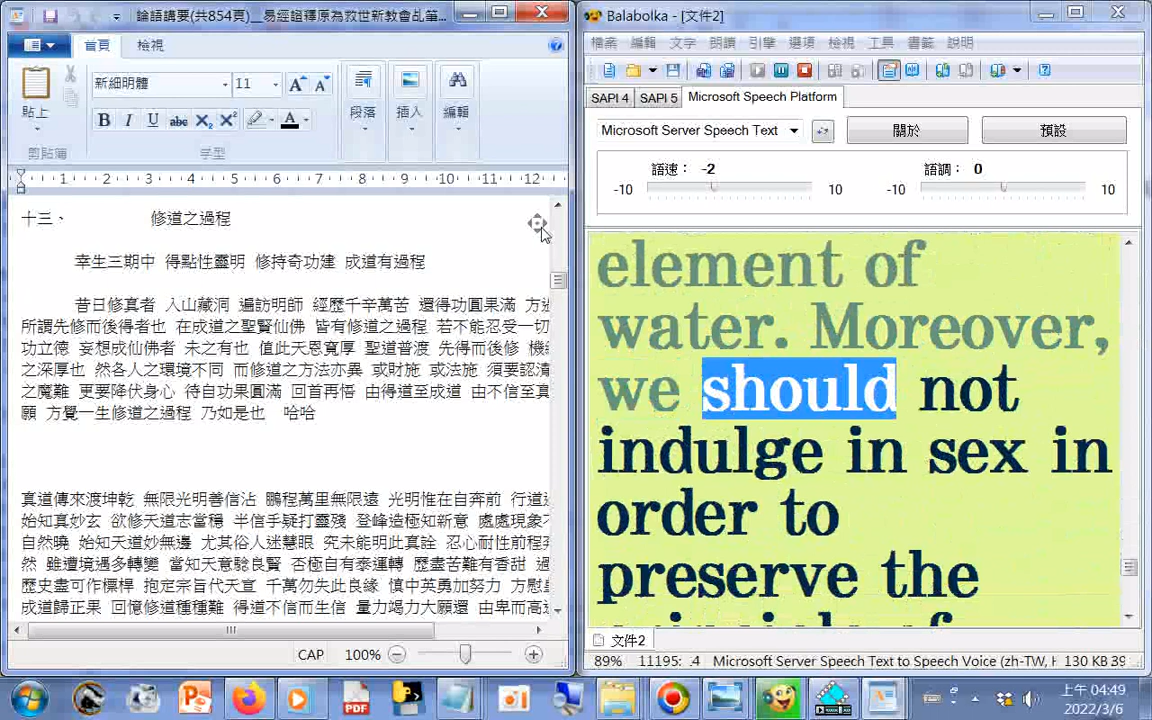 論語講要(共854頁)__易經證釋原為救世新教會乩筆...
首頁 檢視
貼上
剪貼簿
新細明體 11
B I U abc X₂ X²
字型
段落
插入
編輯
1 2 3 4 5 6 7 8 9 10 11 12
十三、 修道之過程
幸生三期中 得點性靈明 修持奇功建 成道有過程
昔日修真者 入山藏洞 遍訪明師 經歷千辛萬苦 還得功圓果滿 方
所謂先修而後得者也 在成道之聖賢仙佛 皆有修道之過程 若不能忍受一切
功立德 妄想成仙佛者 未之有也 值此天恩寬厚 聖道普渡 先得而後修 機
之深厚也 然各人之環境不同 而修道之方法亦異 或財施 或法施 須要認清
之魔難 更要降伏身心 待自功果圓滿 回首再悟 由得道至成道 由不信至真
願 方覺一生修道之過程 乃如是也 哈哈
真道傳來渡坤乾 無限光明善信沾 鵬程萬里無限遠 光明惟在自奔前 行道
始知真妙玄 欲修天道志當穩 半信半疑打靈殘 登峰造極知新意 處處現象
自然曉 始知天道妙無邊 尤其俗人迷慧眼 究未能明此真詮 忍心耐性前程
然 雖遭境遇多轉變 當知天意驗良賢 否極自有泰運轉 歷盡苦難有香甜
歷史盡可作標桿 抱定宗旨代天宣 千萬勿失此良緣 慎中英勇加努力 方慰
成道歸正果 回憶修道種種難 得道不信而生信 量力竭力大願還 由卑而高
CAP 100%
Balabolka - [文件2]
檔案 編輯 文字 朗讀 引擎 選項 檢視 工具 書籤 說明
SAPI 4 SAPI 5 Microsoft Speech Platform
Microsoft Server Speech Text 關於 預設
語速： -2 語調： 0
-10 10 -10 10
element of
water. Moreover,
we should not
indulge in sex in
order to
preserve the
文件2
89% 11195: .4 Microsoft Server Speech Text to Speech Voice (zh-TW, H 130 KB 39
上午 04:49
2022/3/6